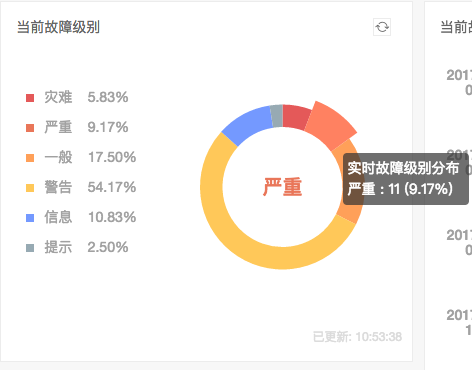 当前故障级别
灾难 5.83%
严重 9.17%
一般 17.50%
警告 54.17%
信息 10.83%
提示 2.50%
严重
实时故障级别分布
严重 : 11 (9.17%)
已更新: 10:53:38
当前
2017
0
2017
0
2017
0
2017
1